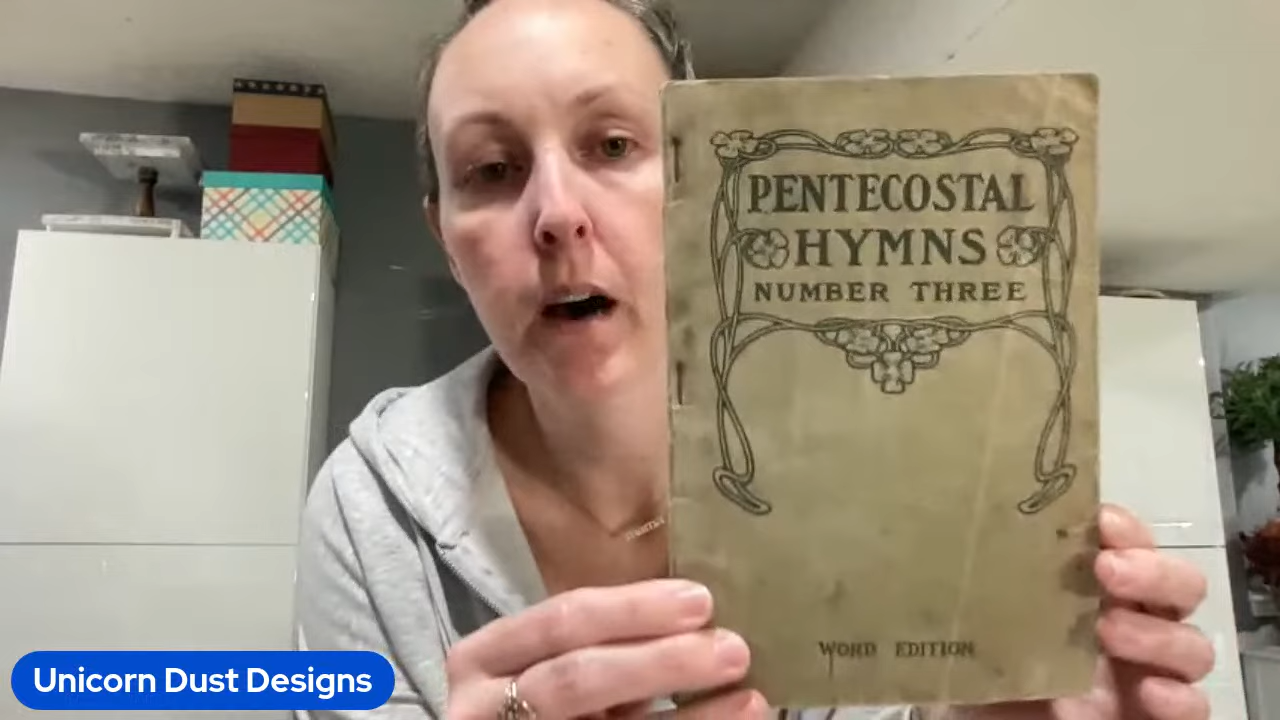 PENTECOSTAL
HYMNS
NUMBER THREE
WORD EDITION
Unicorn Dust Designs